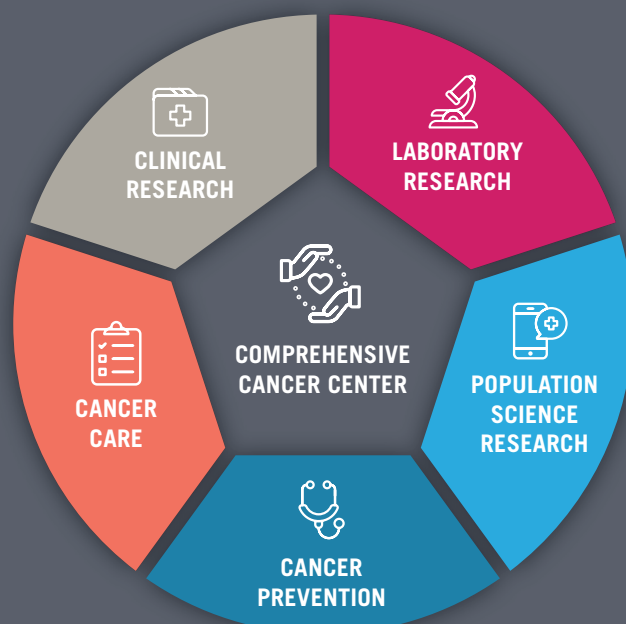 CLINICAL
RESEARCH
LABORATORY
RESEARCH
COMPREHENSIVE
CANCER CENTER
POPULATION
SCIENCE
RESEARCH
CANCER
CARE
CANCER
PREVENTION